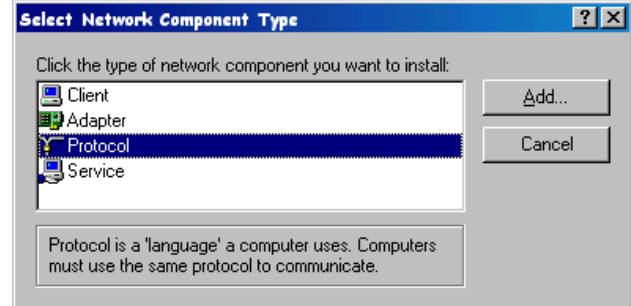 Select Network Component Type
Click the type of network component you want to install:
Client
Adapter
Protocol
Service
Add...
Cancel
Protocol is a 'language' a computer uses. Computers
must use the same protocol to communicate.